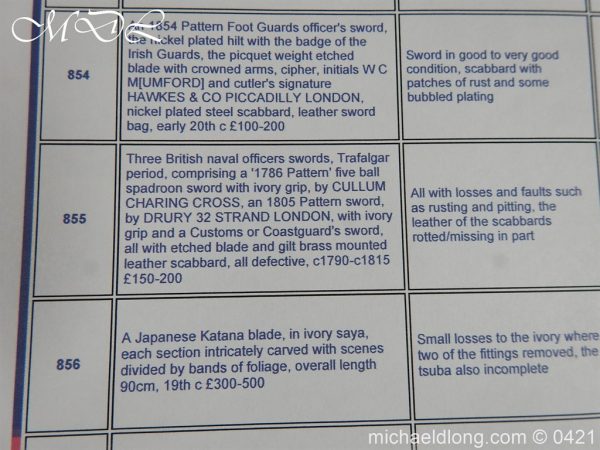 MDL
An 1854 Pattern Foot Guards officer's sword,
the nickel plated hilt with the badge of the
Irish Guards, the picquet weight etched
blade with crowned arms, cipher, initials W C
M[UMFORD] and cutler's signature
HAWKES & CO PICCADILLY LONDON,
nickel plated steel scabbard, leather sword
bag, early 20th c £100-200
854
Sword in good to very good
condition, scabbard with
patches of rust and some
bubbled plating
Three British naval officers swords, Trafalgar
period, comprising a '1786 Pattern' five ball
spadroon sword with ivory grip, by CULLUM
CHARING CROSS, an 1805 Pattern sword,
by DRURY 32 STRAND LONDON, with ivory
grip and a Customs or Coastguard's sword,
all with etched blade and gilt brass mounted
leather scabbard, all defective, c1790-c1815
£150-200
855
All with losses and faults such
as rusting and pitting, the
leather of the scabbards
rotted/missing in part
A Japanese Katana blade, in ivory saya,
each section intricately carved with scenes
divided by bands of foliage, overall length
90cm, 19th c £300-500
856
Small losses to the ivory where
two of the fittings removed, the
tsuba also incomplete
michaeldlong.com © 0421